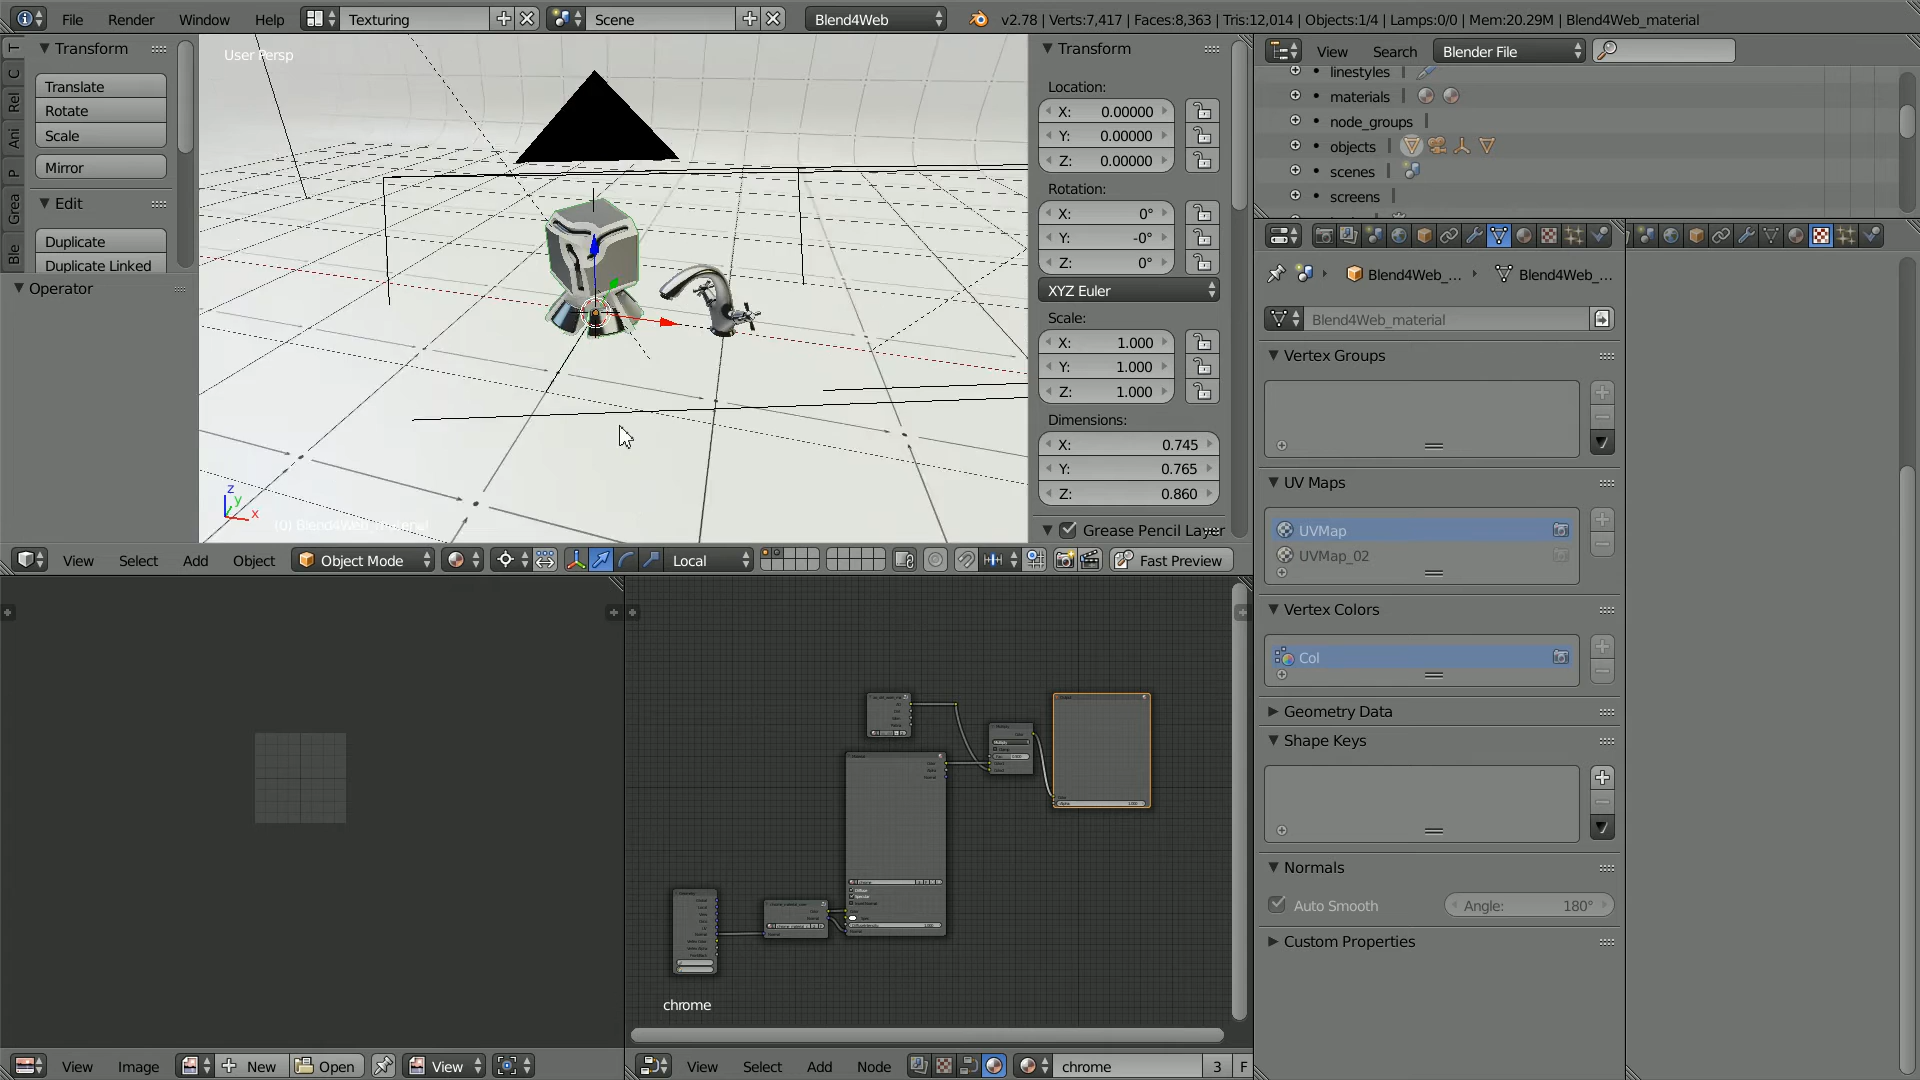 File Render Window Help Texturing Scene Blend4Web v2.78 | Verts:7,417 | Faces:8,363 | Tris:12,014 | Objects:1/4 | Lamps:0/0 | Mem:20.29M | Blend4Web_material
T
C
Rel
Ani
P
Grea
Ble
Transform
Translate
Rotate
Scale
Mirror
Edit
Duplicate
Duplicate Linked
Operator
User Persp
z
y
x
(0) Blend4Web_material
Transform
Location:
X: 0.00000
Y: 0.00000
Z: 0.00000
Rotation:
X: 0°
Y: -0°
Z: 0°
XYZ Euler
Scale:
X: 1.000
Y: 1.000
Z: 1.000
Dimensions:
X: 0.745
Y: 0.765
Z: 0.860
Grease Pencil Layer
View Select Add Object Object Mode Local Fast Preview
View Search Blender File
linestyles
materials
node_groups
objects
scenes
screens
Blend4Web_... Blend4Web_...
Blend4Web_material
Vertex Groups
UV Maps
UVMap
UVMap_02
Vertex Colors
Col
Geometry Data
Shape Keys
Normals
Auto Smooth Angle: 180°
Custom Properties
chrome
View Image New Open View
View Select Add Node chrome 3 F